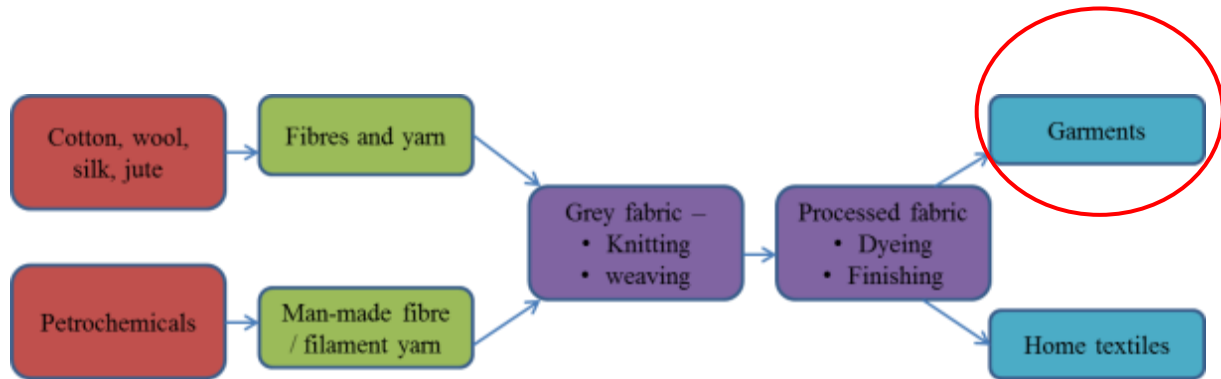 Cotton, wool,
silk, jute
Fibres and yarn
Petrochemicals
Man-made fibre
/ filament yarn
Grey fabric –
• Knitting
• weaving
Processed fabric
• Dyeing
• Finishing
Garments
Home textiles